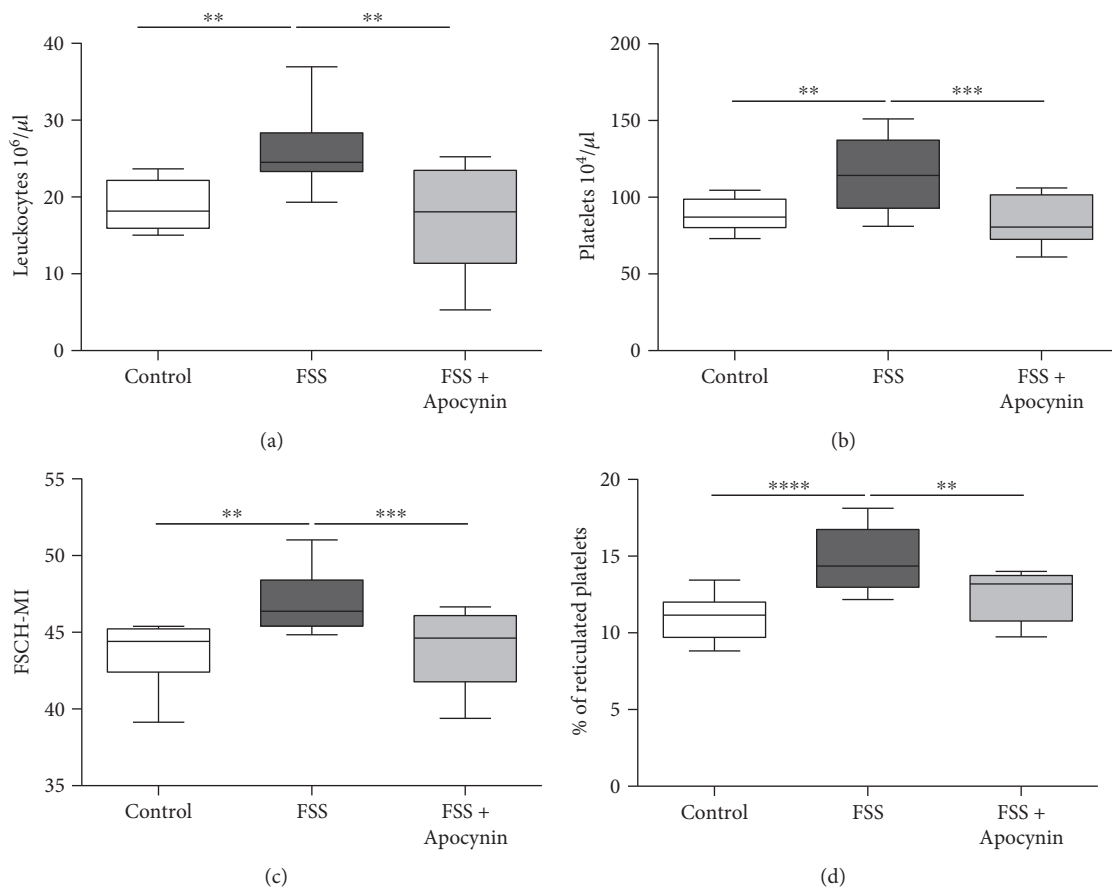 ** **
40
30
20
10
0
Leuckocytes 10⁶/µl
Control FSS FSS +
Apocynin
(a)
** ***
200
150
100
50
0
Platelets 10⁴/µl
Control FSS FSS +
Apocynin
(b)
** ***
55
50
45
40
35
FSCH-MI
Control FSS FSS +
Apocynin
(c)
**** **
20
15
10
5
0
% of reticulated platelets
Control FSS FSS +
Apocynin
(d)